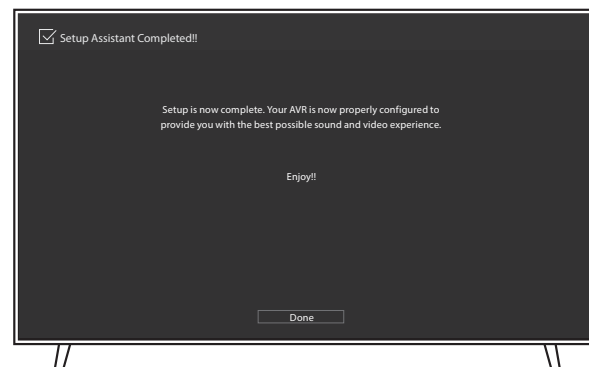 Setup Assistant Completed!!
Setup is now complete. Your AVR is now properly configured to
provide you with the best possible sound and video experience.
Enjoy!!
Done